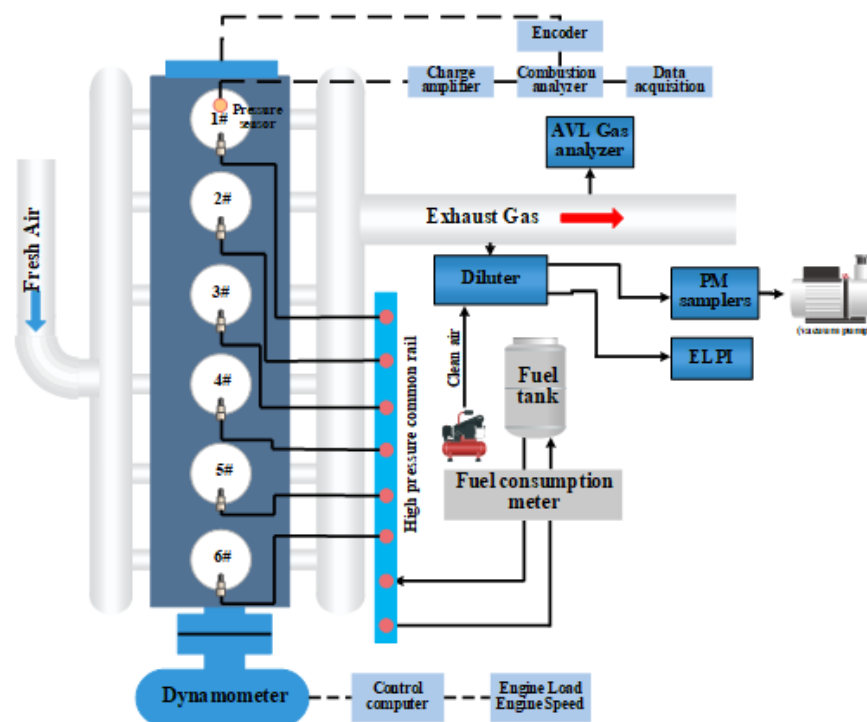 Encoder
Charge
amplifier
Combustion
analyzer
Data
acquisition
Pressure
sensor
1#
AVL Gas
analyzer
2#
Exhaust Gas
Fresh Air
Diluter
PM
samplers
(vacuum pump)
3#
High pressure common rail
Clean air
Fuel
tank
ELPI
4#
5#
Fuel consumption
meter
6#
Dynamometer
Control
computer
Engine Load
Engine Speed